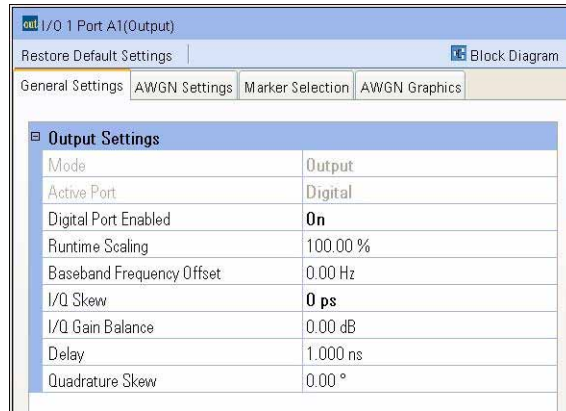 out I/O 1 Port A1(Output)
Restore Default Settings Block Diagram
General Settings AWGN Settings Marker Selection AWGN Graphics
Output Settings
Mode Output
Active Port Digital
Digital Port Enabled On
Runtime Scaling 100.00 %
Baseband Frequency Offset 0.00 Hz
I/Q Skew 0 ps
I/Q Gain Balance 0.00 dB
Delay 1.000 ns
Quadrature Skew 0.00 °